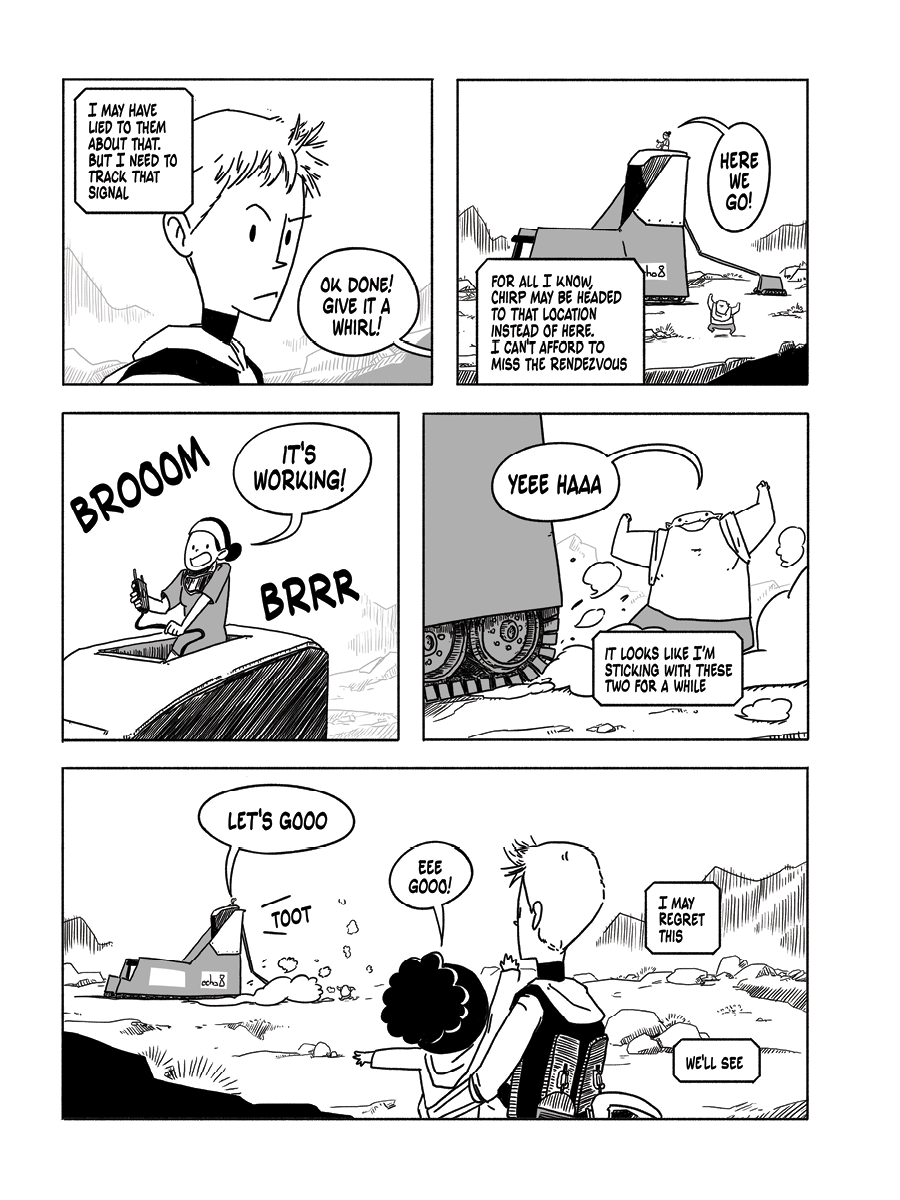 I MAY HAVE
LIED TO THEM
ABOUT THAT.
BUT I NEED TO
TRACK THAT
SIGNAL
OK DONE!
GIVE IT A
WHIRL!
HERE
WE
GO!
FOR ALL I KNOW,
CHIRP MAY BE HEADED
TO THAT LOCATION
INSTEAD OF HERE.
I CAN'T AFFORD TO
MISS THE RENDEZVOUS
BROOOM
IT'S
WORKING!
BRRR
YEEE HAAA
IT LOOKS LIKE I'M
STICKING WITH THESE
TWO FOR A WHILE
LET'S GOOO
TOOT
ocho8
EEE
GOOO!
I MAY
REGRET
THIS
WE'LL SEE